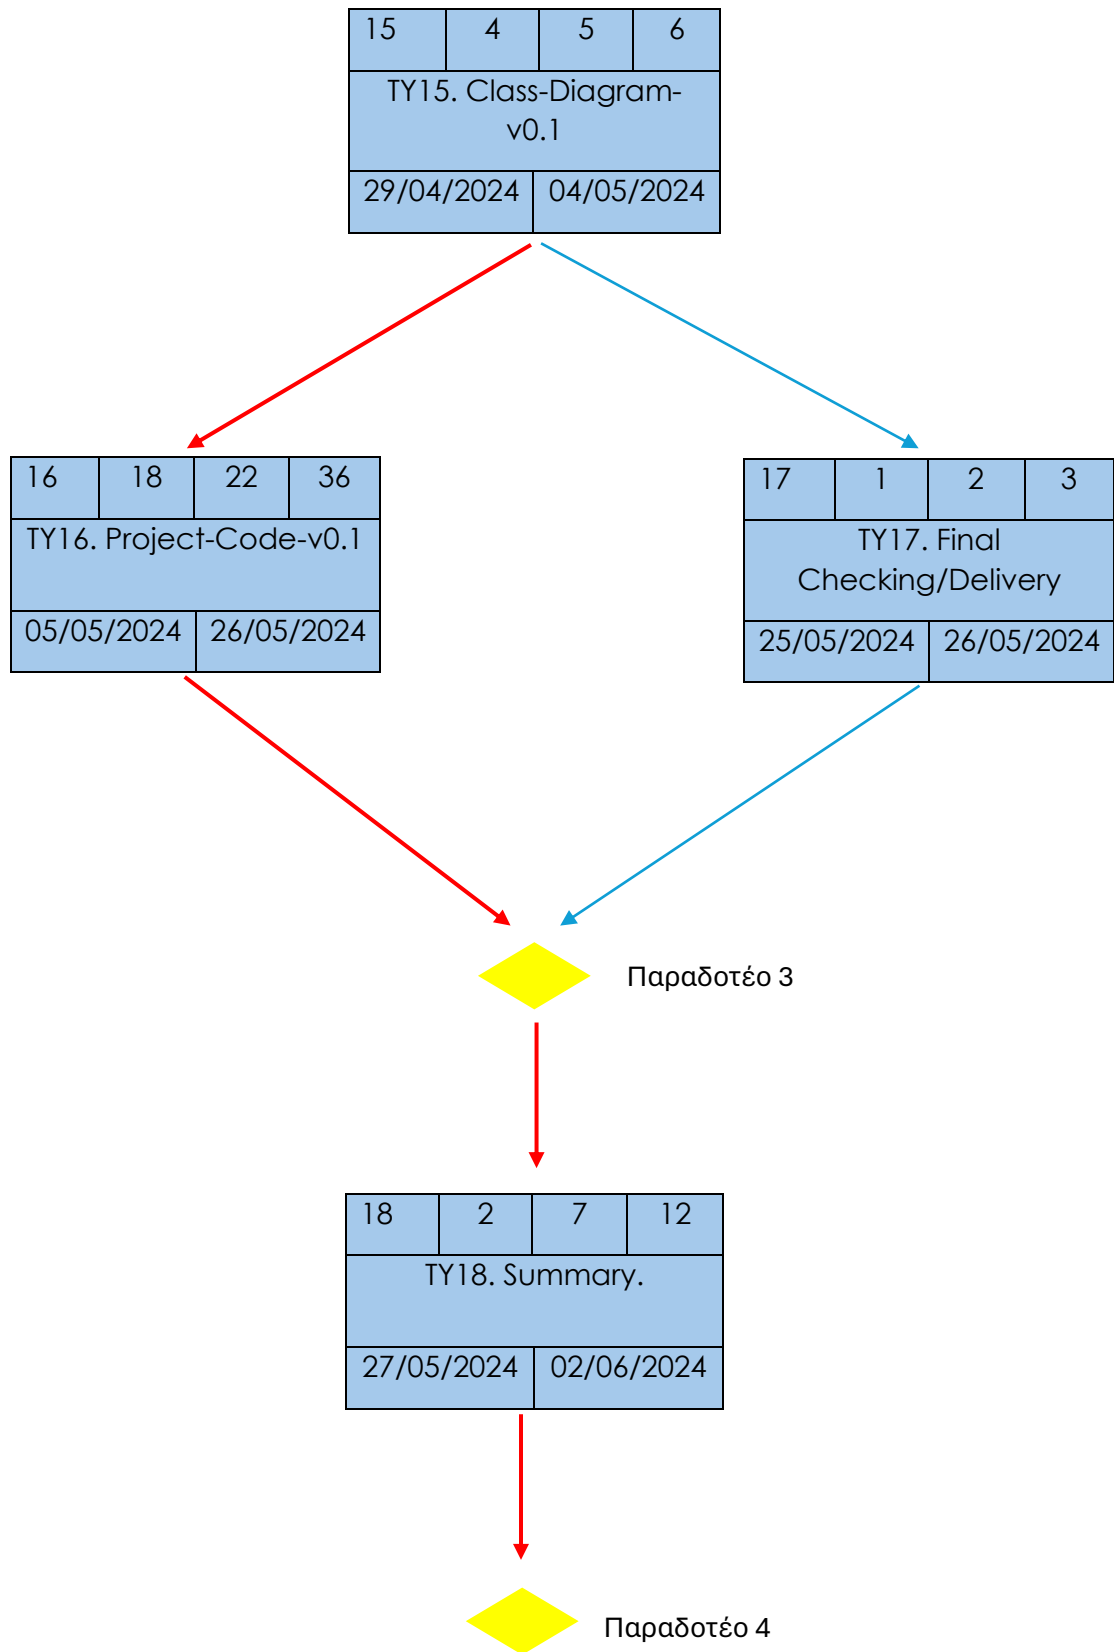 15 4 5 6
TY15. Class-Diagram-
v0.1
29/04/2024 04/05/2024
16 18 22 36
TY16. Project-Code-v0.1
05/05/2024 26/05/2024
17 1 2 3
TY17. Final
Checking/Delivery
25/05/2024 26/05/2024
Παραδοτέο 3
18 2 7 12
TY18. Summary.
27/05/2024 02/06/2024
Παραδοτέο 4